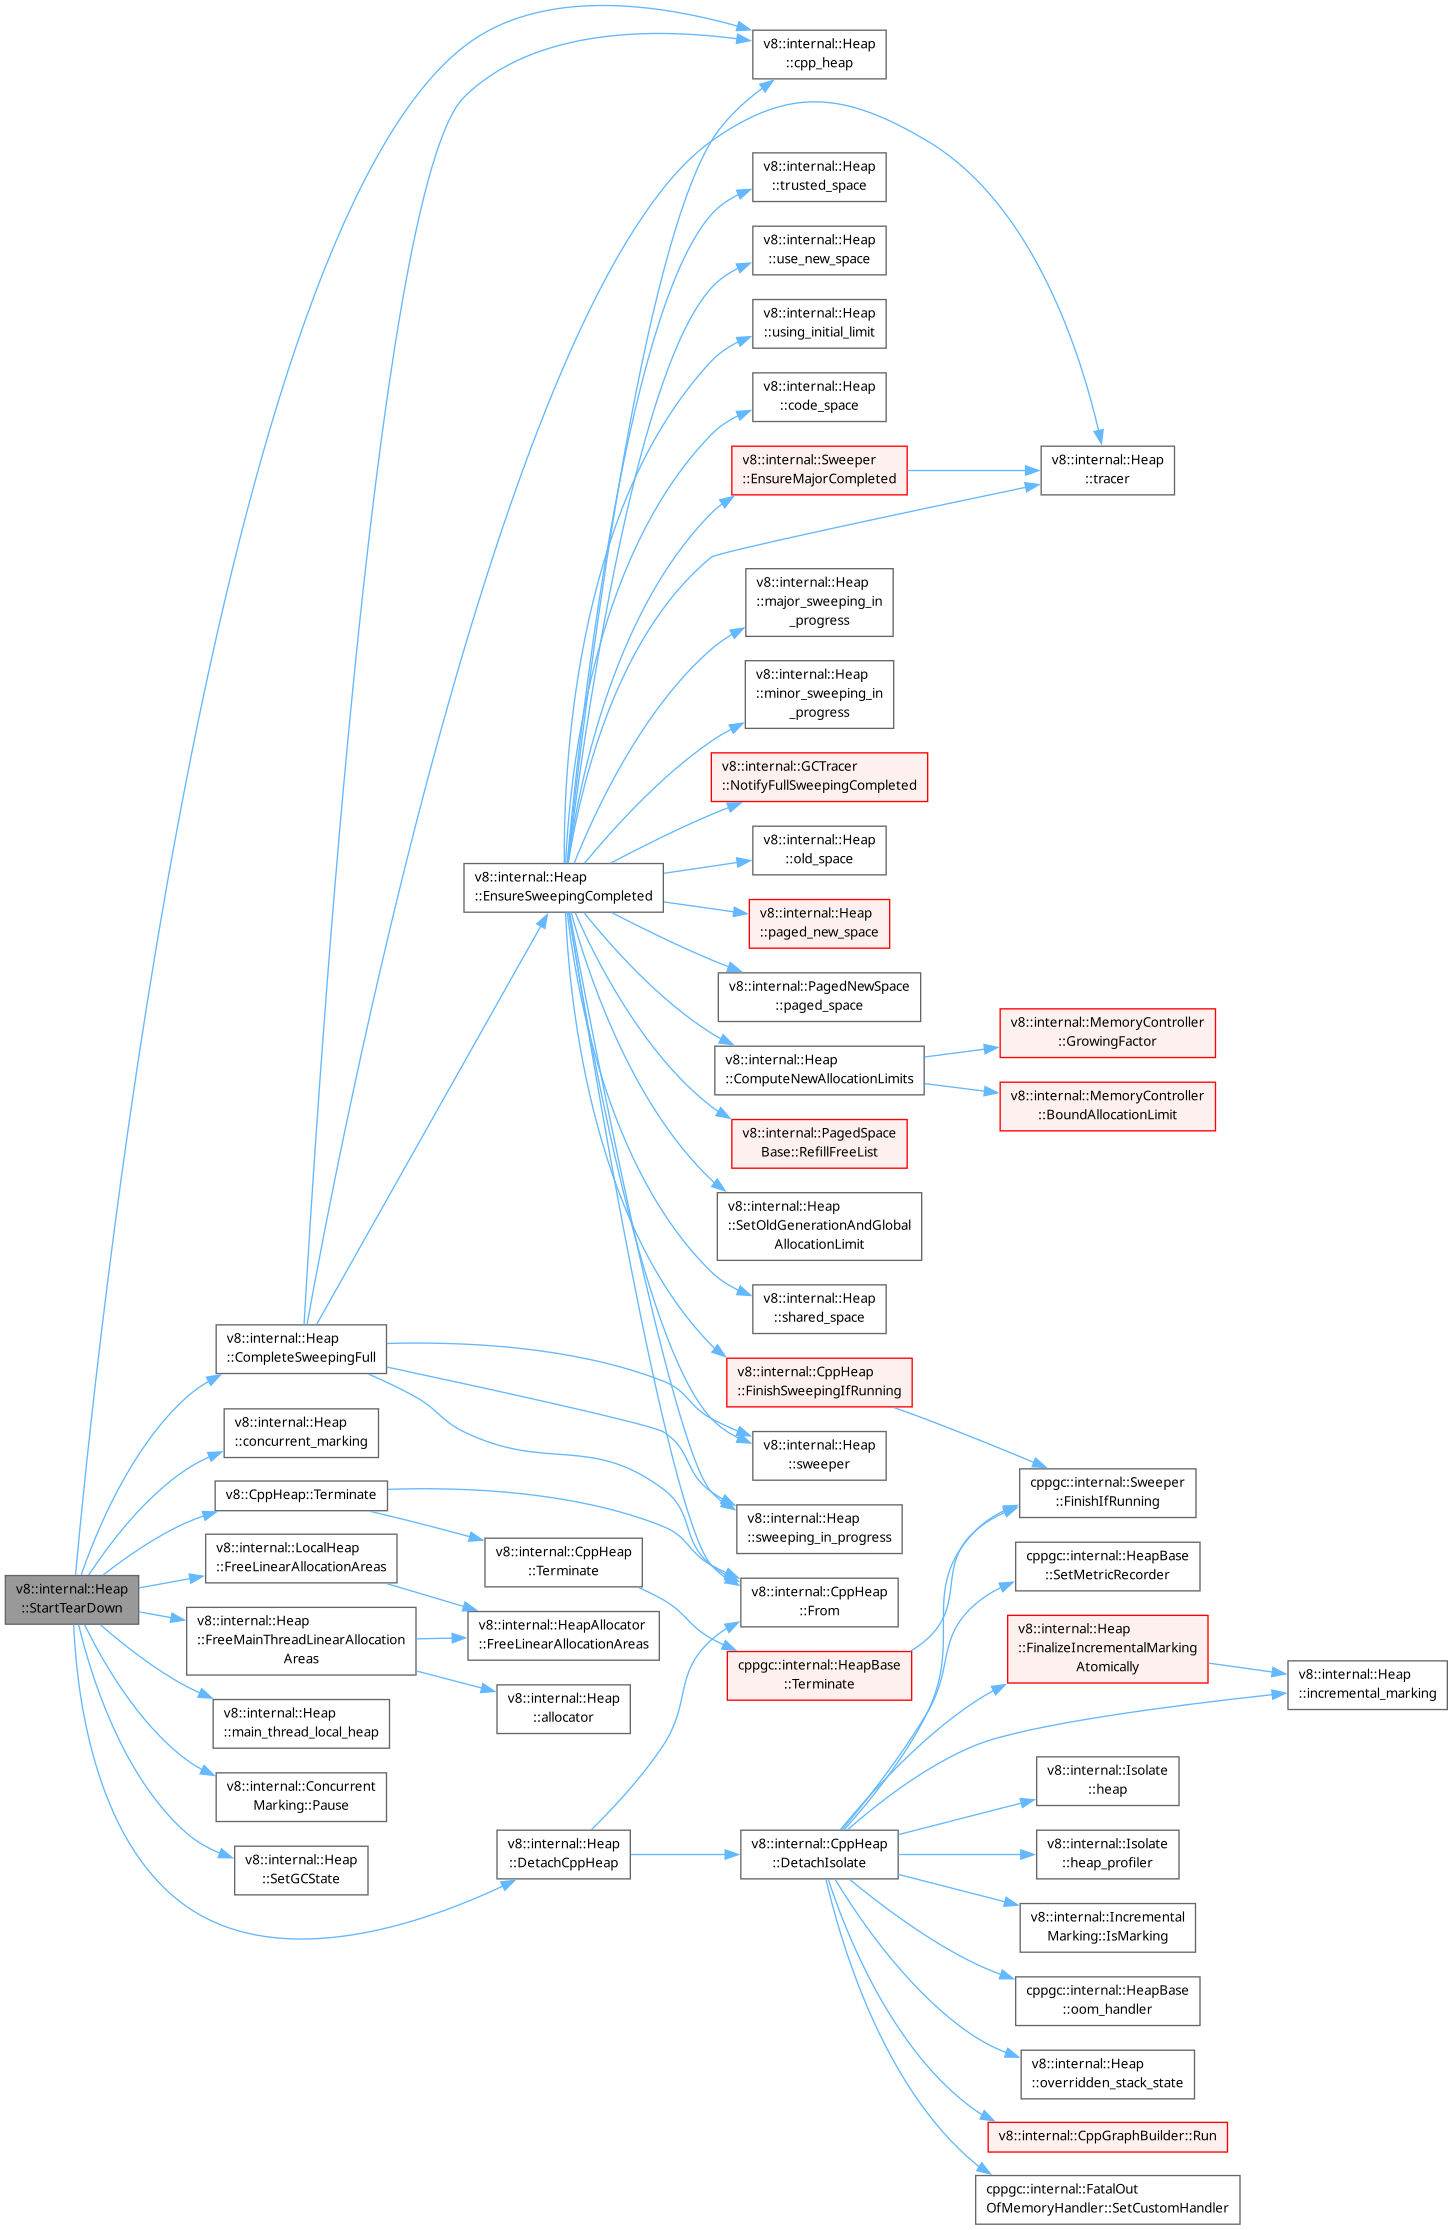 v8::internal::Heap
::cpp_heap
v8::internal::Heap
::trusted_space
v8::internal::Heap
::use_new_space
v8::internal::Heap
::using_initial_limit
v8::internal::Heap
::code_space
v8::internal::Sweeper
::EnsureMajorCompleted
v8::internal::Heap
::tracer
v8::internal::Heap
::major_sweeping_in
_progress
v8::internal::Heap
::minor_sweeping_in
_progress
v8::internal::GCTracer
::NotifyFullSweepingCompleted
v8::internal::Heap
::old_space
v8::internal::Heap
::EnsureSweepingCompleted
v8::internal::Heap
::paged_new_space
v8::internal::PagedNewSpace
::paged_space
v8::internal::MemoryController
::GrowingFactor
v8::internal::Heap
::ComputeNewAllocationLimits
v8::internal::MemoryController
::BoundAllocationLimit
v8::internal::PagedSpace
Base::RefillFreeList
v8::internal::Heap
::SetOldGenerationAndGlobal
AllocationLimit
v8::internal::Heap
::shared_space
v8::internal::Heap
::CompleteSweepingFull
v8::internal::CppHeap
::FinishSweepingIfRunning
v8::internal::Heap
::concurrent_marking
v8::internal::Heap
::sweeper
v8::CppHeap::Terminate
cppgc::internal::Sweeper
::FinishIfRunning
v8::internal::Heap
::sweeping_in_progress
v8::internal::LocalHeap
::FreeLinearAllocationAreas
v8::internal::CppHeap
::Terminate
cppgc::internal::HeapBase
::SetMetricRecorder
v8::internal::Heap
::StartTearDown
v8::internal::CppHeap
::From
v8::internal::Heap
::FreeMainThreadLinearAllocation
Areas
v8::internal::HeapAllocator
::FreeLinearAllocationAreas
v8::internal::Heap
::FinalizeIncrementalMarking
Atomically
cppgc::internal::HeapBase
::Terminate
v8::internal::Heap
::incremental_marking
v8::internal::Heap
::allocator
v8::internal::Heap
::main_thread_local_heap
v8::internal::Isolate
::heap
v8::internal::Concurrent
Marking::Pause
v8::internal::Heap
::DetachCppHeap
v8::internal::CppHeap
::DetachIsolate
v8::internal::Isolate
::heap_profiler
v8::internal::Heap
::SetGCState
v8::internal::Incremental
Marking::IsMarking
cppgc::internal::HeapBase
::oom_handler
v8::internal::Heap
::overridden_stack_state
v8::internal::CppGraphBuilder::Run
cppgc::internal::FatalOut
OfMemoryHandler::SetCustomHandler